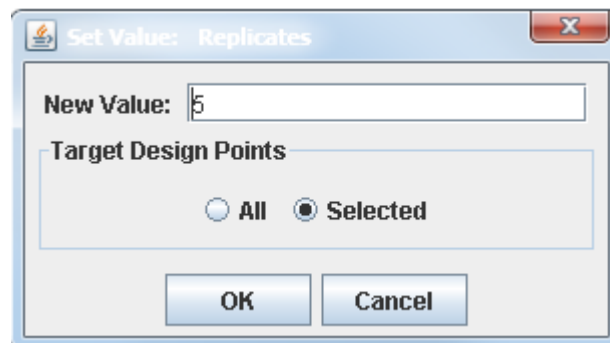 Set Value: Replicates
New Value: 5
Target Design Points
All Selected
OK Cancel